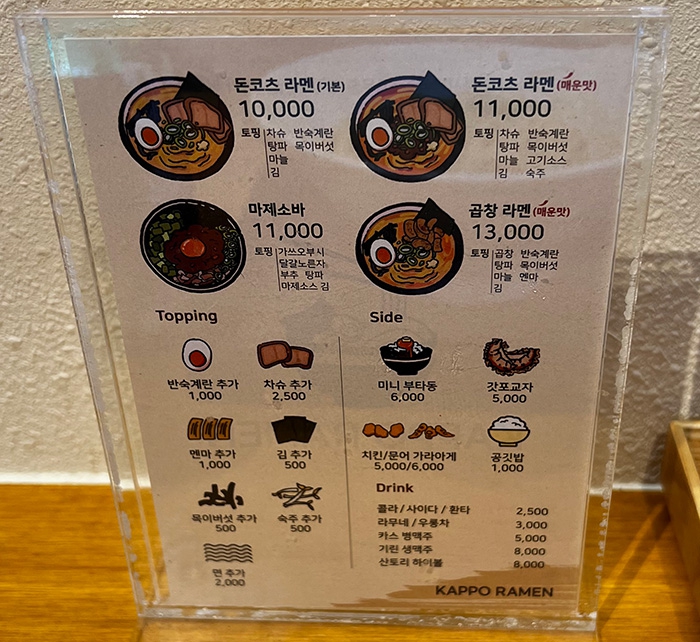 돈코츠 라멘 (기본)
10,000
토핑 차슈 반숙계란
탕파 목이버섯
마늘
김
돈코츠 라멘 (매운맛)
11,000
토핑 차슈 반숙계란
탕파 목이버섯
마늘 고기소스
김 숙주
마제소바
11,000
토핑 가쓰오부시
달걀노른자
부추 탕파
마제소스 김
곱창 라멘 (매운맛)
13,000
토핑 곱창 반숙계란
탕파 목이버섯
마늘 멘마
김
Topping
반숙계란 추가
1,000
차슈 추가
2,500
멘마 추가
1,000
김 추가
500
목이버섯 추가
500
숙주 추가
500
면 추가
2,000
Side
미니 부타동
6,000
갓포교자
5,000
치킨/문어 가라아게
5,000/6,000
공깃밥
1,000
Drink
콜라 / 사이다 / 환타 2,500
라무네 / 우롱차 3,000
카스 병맥주 5,000
기린 생맥주 8,000
산토리 하이볼 8,000
KAPPO RAMEN